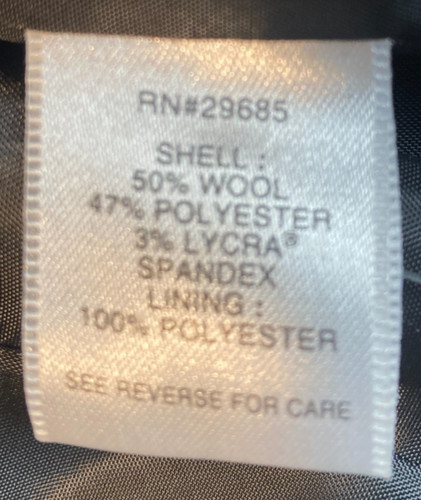 RN#29685
SHELL :
50% WOOL
47% POLYESTER
3% LYCRA®
SPANDEX
LINING :
100% POLYESTER
SEE REVERSE FOR CARE